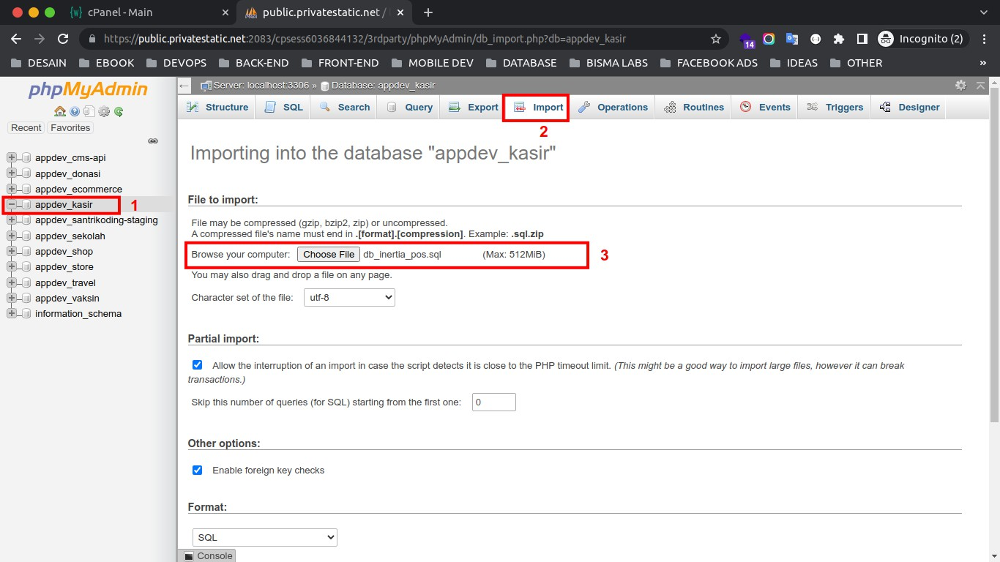 cPanel - Main
public.privatestatic.net /
https://public.privatestatic.net:2083/cpsess6036844132/3rdparty/phpMyAdmin/db_import.php?db=appdev_kasir
14
Incognito (2)
DESAIN EBOOK DEVOPS BACK-END FRONT-END MOBILE DEV DATABASE BISMA LABS FACEBOOK ADS IDEAS OTHER »
phpMyAdmin
Recent Favorites
appdev_cms-api
appdev_donasi
appdev_ecommerce
appdev_kasir 1
appdev_santrikoding-staging
appdev_sekolah
appdev_shop
appdev_store
appdev_travel
appdev_vaksin
information_schema
Server: localhost:3306 » Database: appdev_kasir
Structure SQL Search Query Export Import Operations Routines Events Triggers Designer
2
Importing into the database "appdev_kasir"
File to import:
File may be compressed (gzip, bzip2, zip) or uncompressed.
A compressed file's name must end in .[format].[compression]. Example: .sql.zip
Browse your computer: Choose File db_inertia_pos.sql (Max: 512MiB) 3
You may also drag and drop a file on any page.
Character set of the file: utf-8
Partial import:
Allow the interruption of an import in case the script detects it is close to the PHP timeout limit. (This might be a good way to import large files, however it can break
transactions.)
Skip this number of queries (for SQL) starting from the first one: 0
Other options:
Enable foreign key checks
Format:
SQL
Console